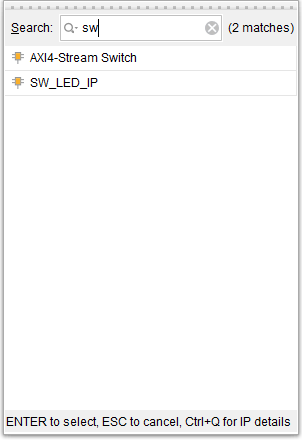 Search: sw (2 matches)
AXI4-Stream Switch
SW_LED_IP
ENTER to select, ESC to cancel, Ctrl+Q for IP details